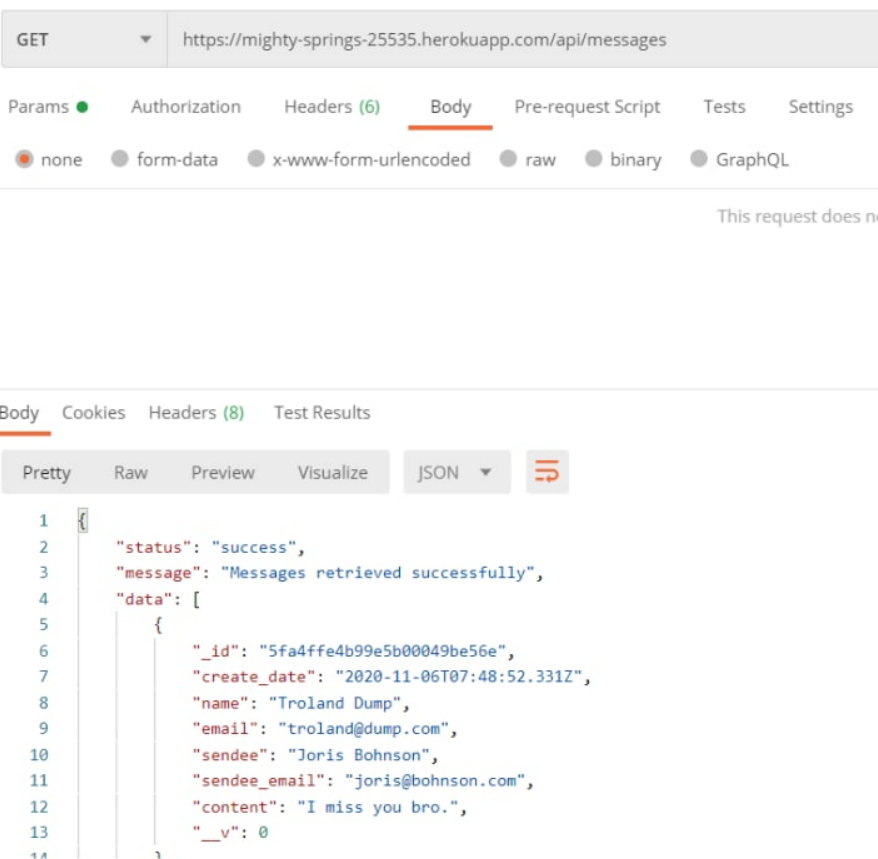 GET https://mighty-springs-25535.herokuapp.com/api/messages
Params Authorization Headers (6) Body Pre-request Script Tests Settings
none form-data x-www-form-urlencoded raw binary GraphQL
This request does
Body Cookies Headers (8) Test Results
Pretty Raw Preview Visualize JSON
1 {
2 "status": "success",
3 "message": "Messages retrieved successfully",
4 "data": [
5 {
6 "_id": "5fa4ffe4b99e5b00049be56e",
7 "create_date": "2020-11-06T07:48:52.331Z",
8 "name": "Troland Dump",
9 "email": "troland@dump.com",
10 "sendee": "Joris Bohnson",
11 "sendee_email": "joris@bohnson.com",
12 "content": "I miss you bro.",
13 "__v": 0
14 }